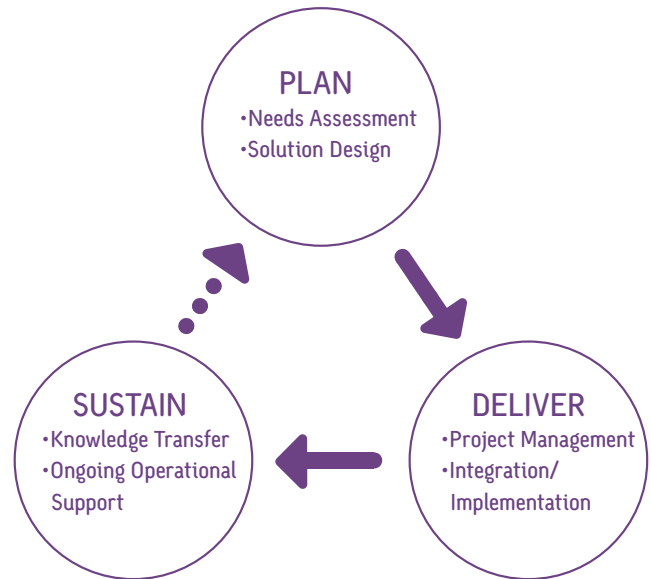 PLAN
•Needs Assessment
•Solution Design
SUSTAIN
•Knowledge Transfer
•Ongoing Operational
Support
DELIVER
•Project Management
•Integration/
Implementation